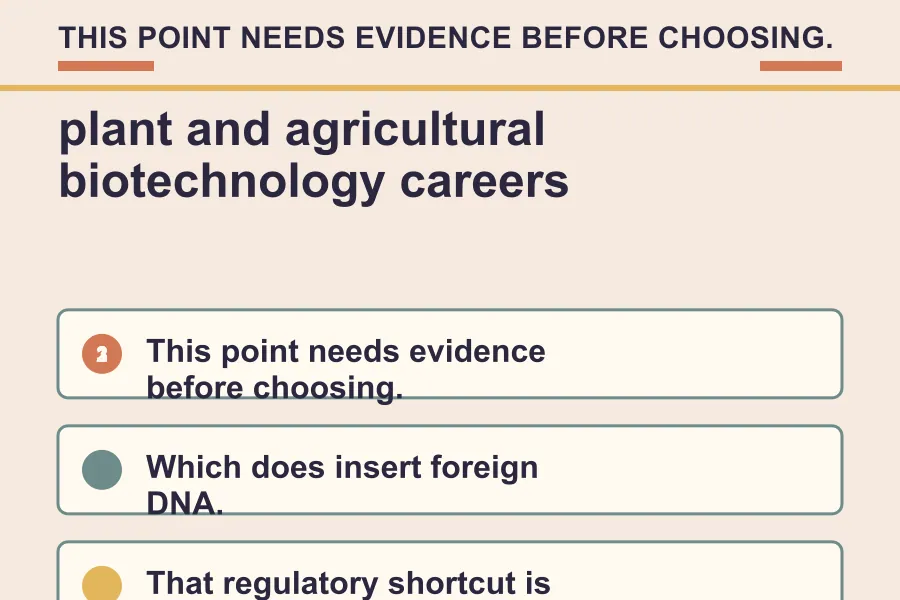 THIS POINT NEEDS EVIDENCE BEFORE CHOOSING.
plant and agricultural
biotechnology careers
This point needs evidence
before choosing.
Which does insert foreign
DNA.
That regulatory shortcut is